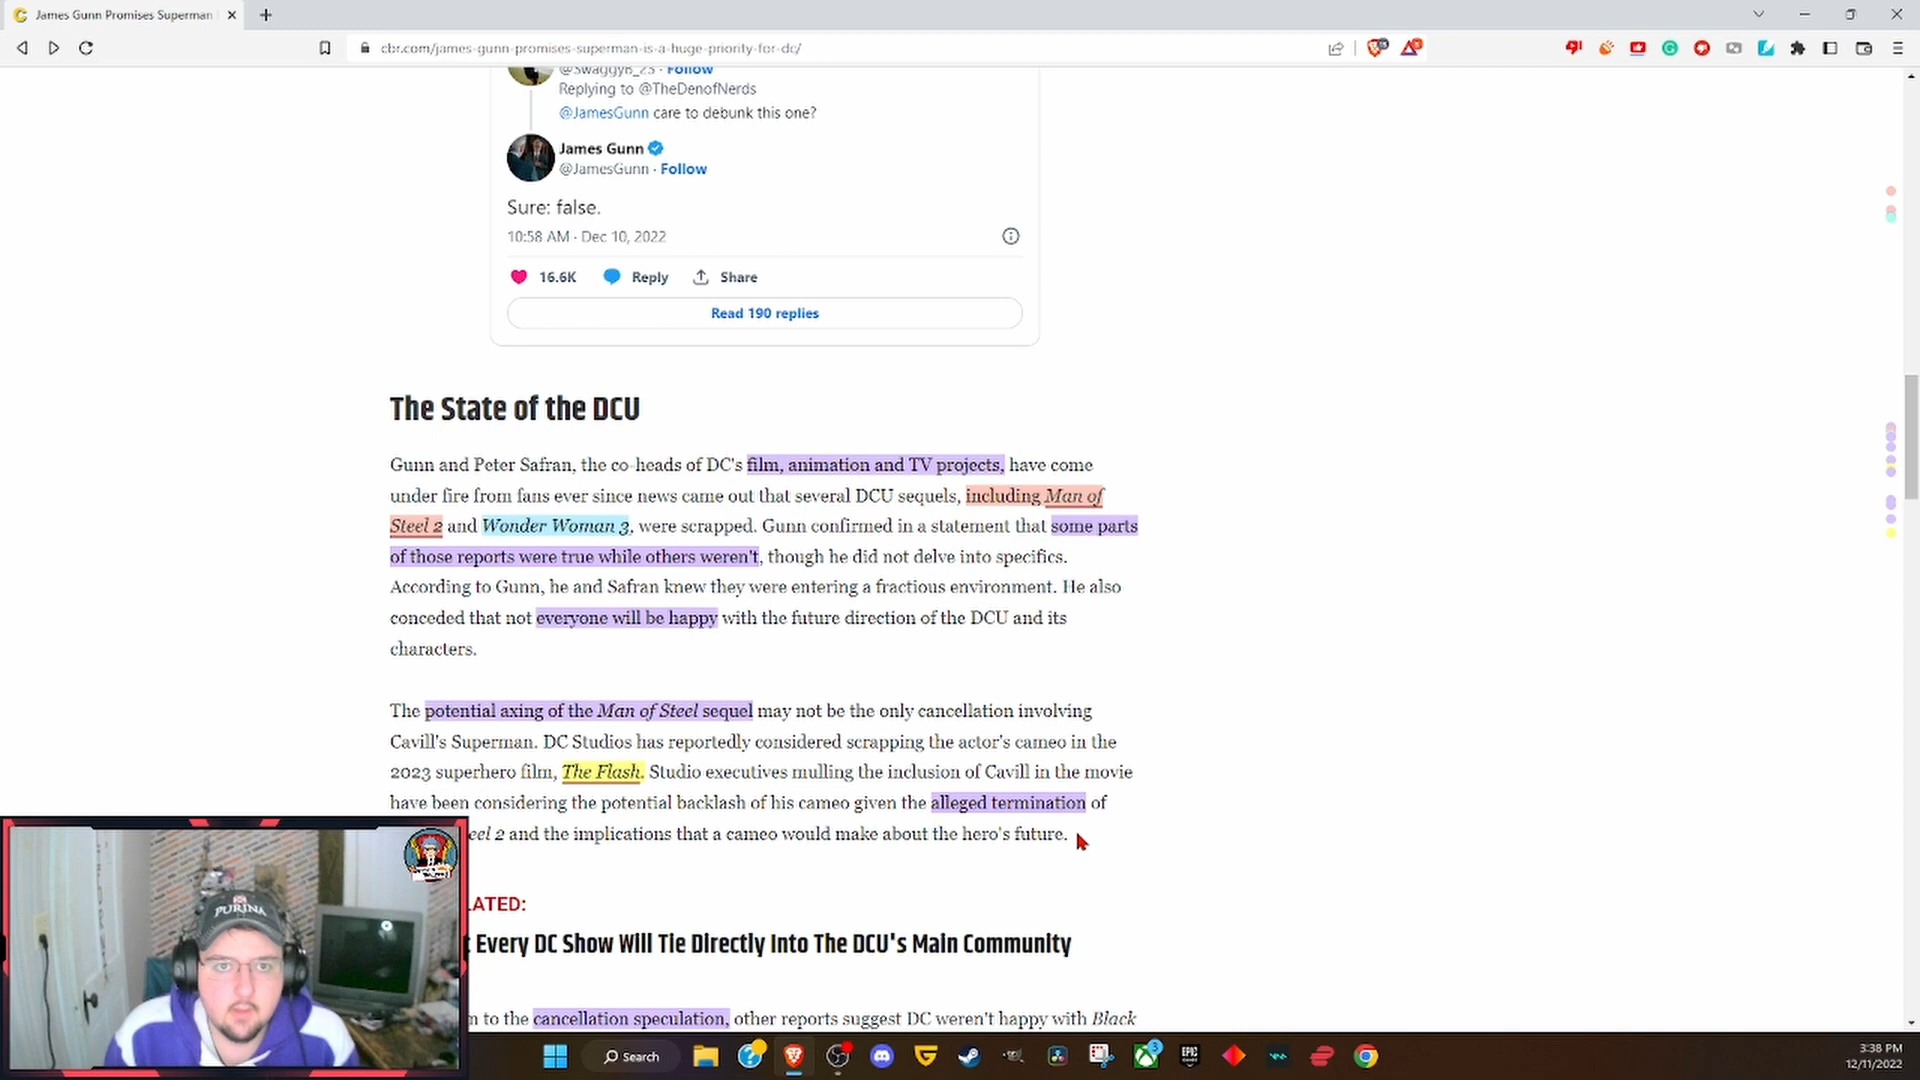 James Gunn Promises Superman
cbr.com/james-gunn-promises-superman-is-a-huge-priority-for-dc/
@SwaggyB_23 · Follow
Replying to @TheDenofNerds
@JamesGunn care to debunk this one?
James Gunn
@JamesGunn · Follow
Sure: false.
10:58 AM · Dec 10, 2022
16.6K Reply Share
Read 190 replies
The State of the DCU
Gunn and Peter Safran, the co-heads of DC's film, animation and TV projects, have come
under fire from fans ever since news came out that several DCU sequels, including Man of
Steel 2 and Wonder Woman 3, were scrapped. Gunn confirmed in a statement that some parts
of those reports were true while others weren't, though he did not delve into specifics.
According to Gunn, he and Safran knew they were entering a fractious environment. He also
conceded that not everyone will be happy with the future direction of the DCU and its
characters.
The potential axing of the Man of Steel sequel may not be the only cancellation involving
Cavill's Superman. DC Studios has reportedly considered scrapping the actor's cameo in the
2023 superhero film, The Flash. Studio executives mulling the inclusion of Cavill in the movie
have been considering the potential backlash of his cameo given the alleged termination of
eel 2 and the implications that a cameo would make about the hero's future.
LATED:
Every DC Show Will Tie Directly Into The DCU's Main Community
n to the cancellation speculation, other reports suggest DC weren't happy with Black
PURINA
Search
EPIC
3
3:38 PM
12/11/2022